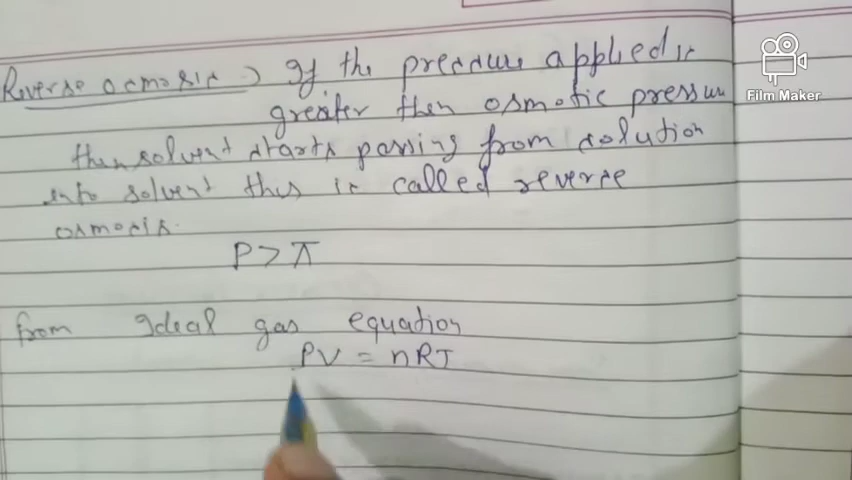 Reverse osmosis → If the pressure applied is
greater then osmotic pressure
then solvent starts passing from solution
into solvent this is called reverse
osmosis.
P > π
from Ideal gas equation
PV = nRT
Film Maker